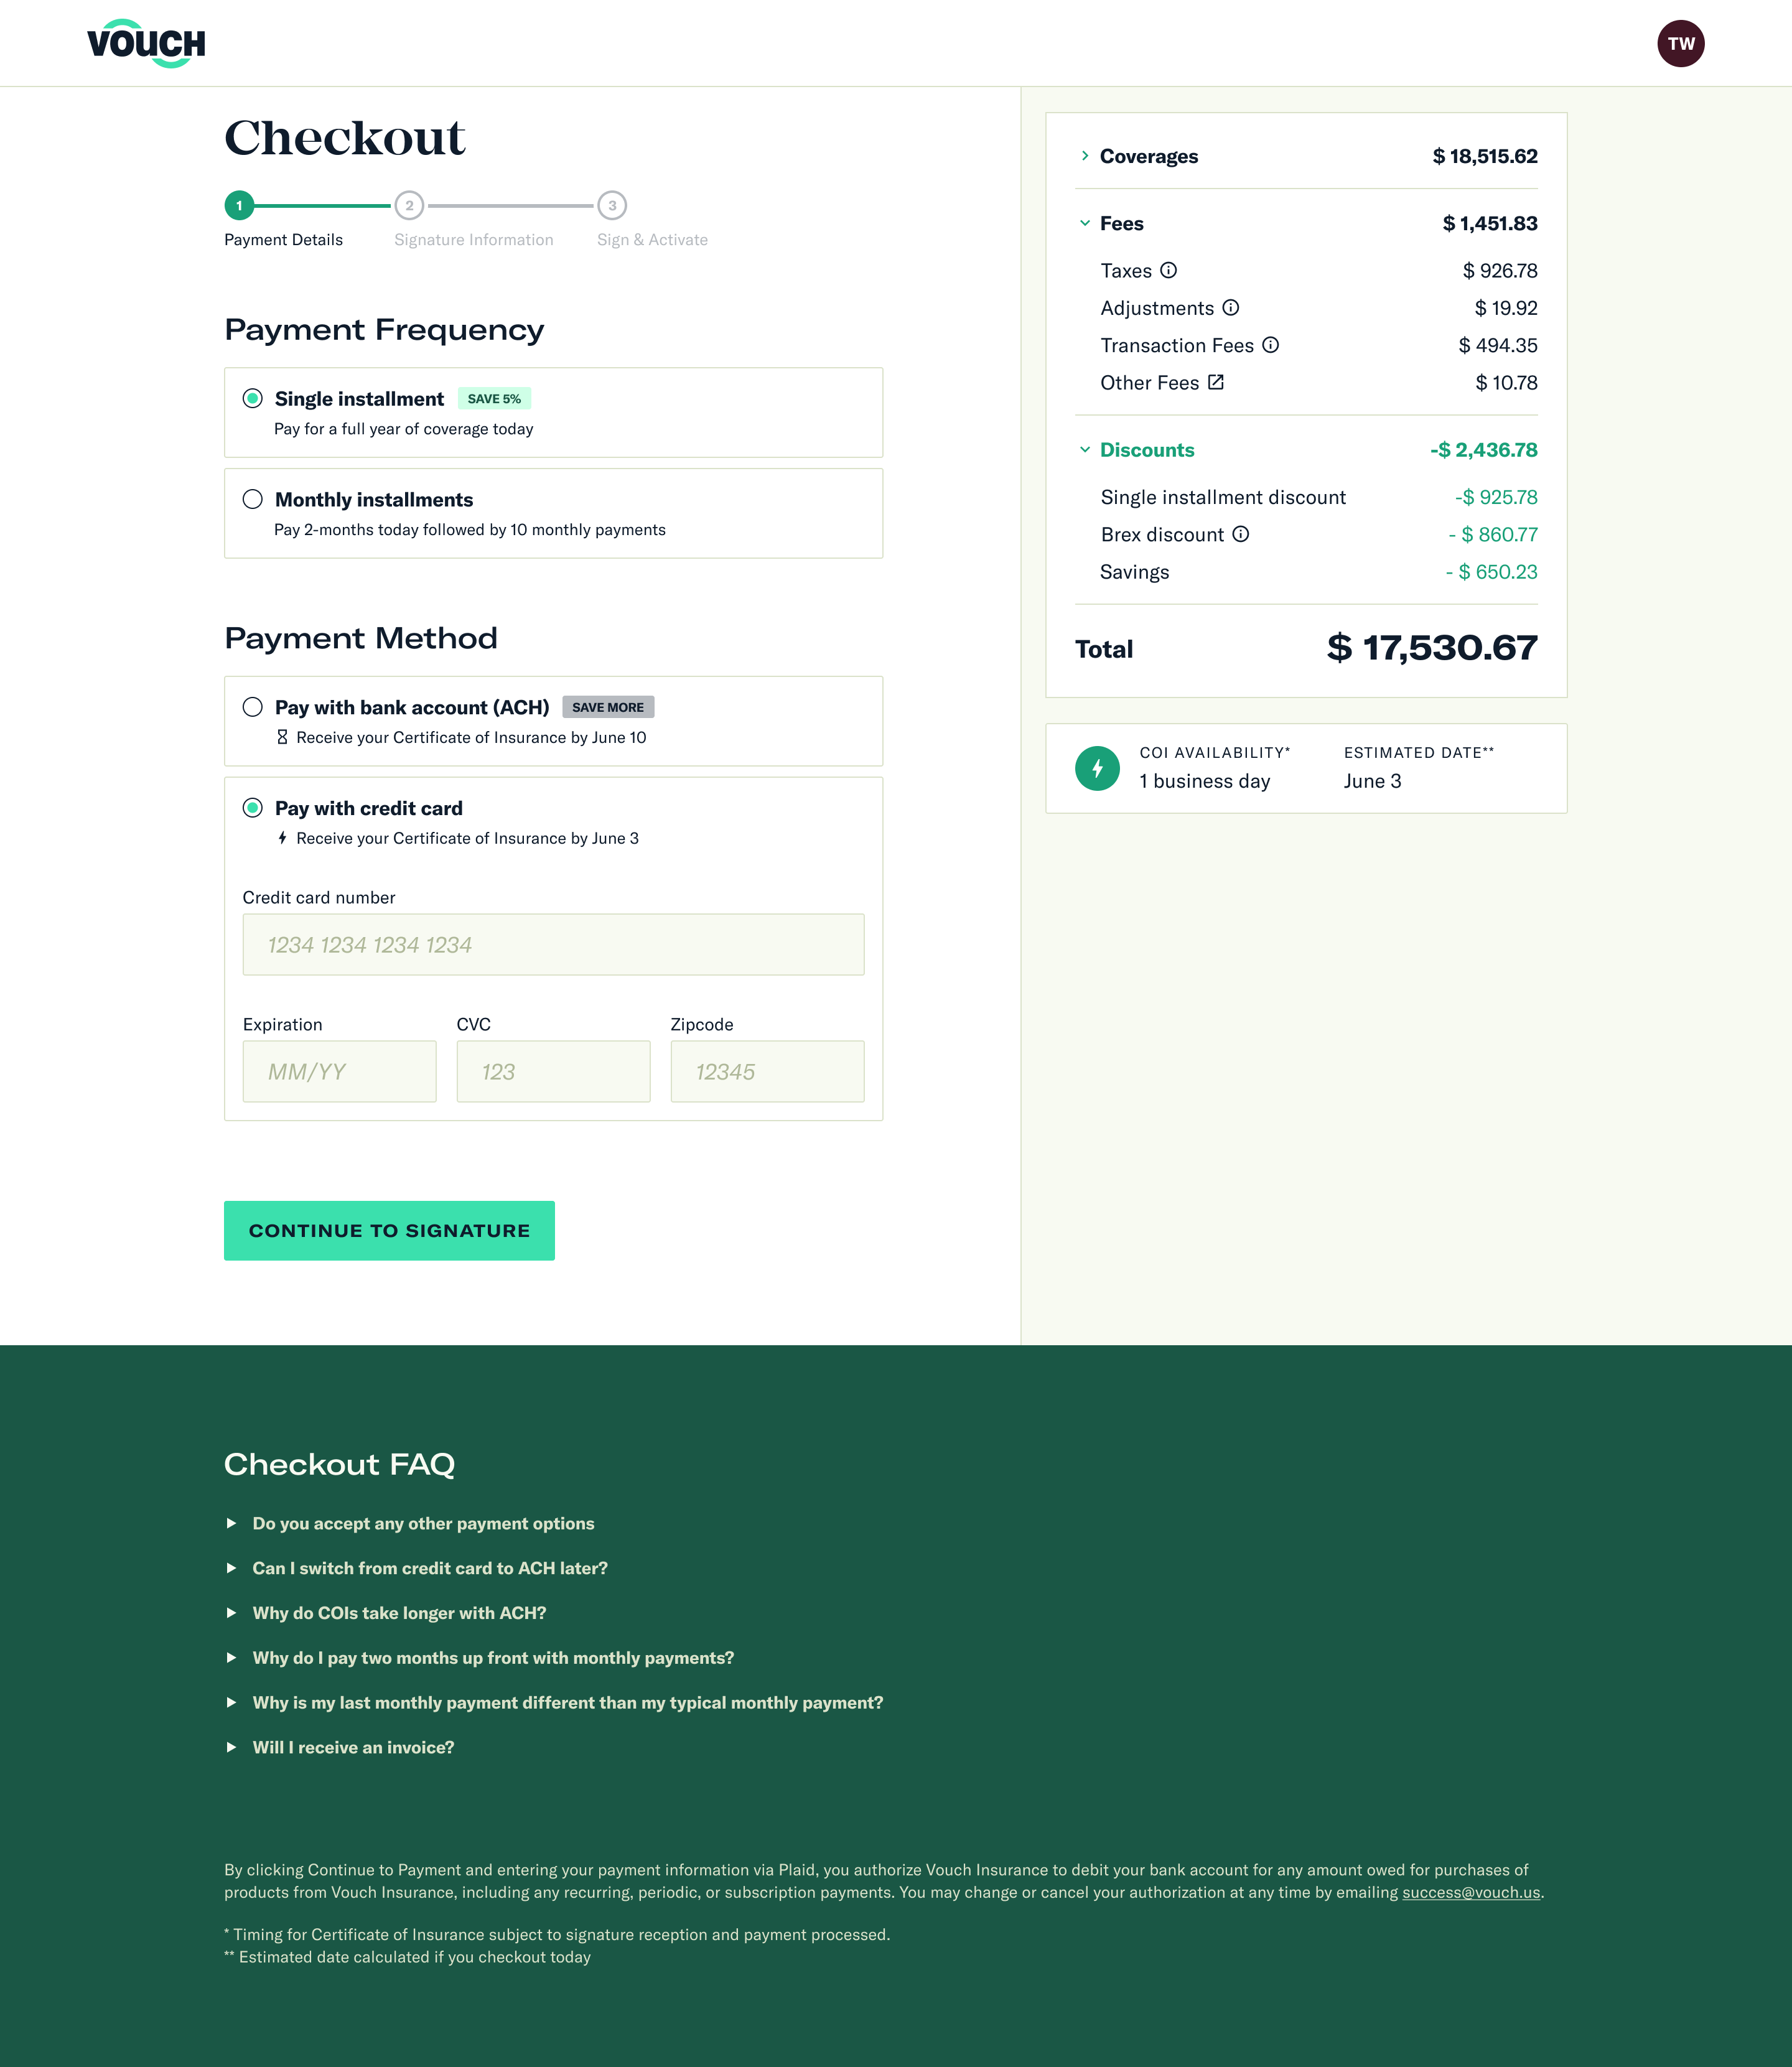 VOUCH
TW
Checkout
1
2
3
Payment Details
Signature Information
Sign & Activate
Payment Frequency
Single installment SAVE 5%
Pay for a full year of coverage today
Monthly installments
Pay 2-months today followed by 10 monthly payments
Payment Method
Pay with bank account (ACH) SAVE MORE
Receive your Certificate of Insurance by June 10
Pay with credit card
Receive your Certificate of Insurance by June 3
Credit card number
1234 1234 1234 1234
Expiration CVC Zipcode
MM/YY 123 12345
CONTINUE TO SIGNATURE
Coverages $ 18,515.62
Fees $ 1,451.83
Taxes $ 926.78
Adjustments $ 19.92
Transaction Fees $ 494.35
Other Fees $ 10.78
Discounts -$ 2,436.78
Single installment discount -$ 925.78
Brex discount - $ 860.77
Savings - $ 650.23
Total $ 17,530.67
COI AVAILABILITY* ESTIMATED DATE**
1 business day June 3
Checkout FAQ
Do you accept any other payment options
Can I switch from credit card to ACH later?
Why do COIs take longer with ACH?
Why do I pay two months up front with monthly payments?
Why is my last monthly payment different than my typical monthly payment?
Will I receive an invoice?
By clicking Continue to Payment and entering your payment information via Plaid, you authorize Vouch Insurance to debit your bank account for any amount owed for purchases of
products from Vouch Insurance, including any recurring, periodic, or subscription payments. You may change or cancel your authorization at any time by emailing success@vouch.us.
* Timing for Certificate of Insurance subject to signature reception and payment processed.
** Estimated date calculated if you checkout today